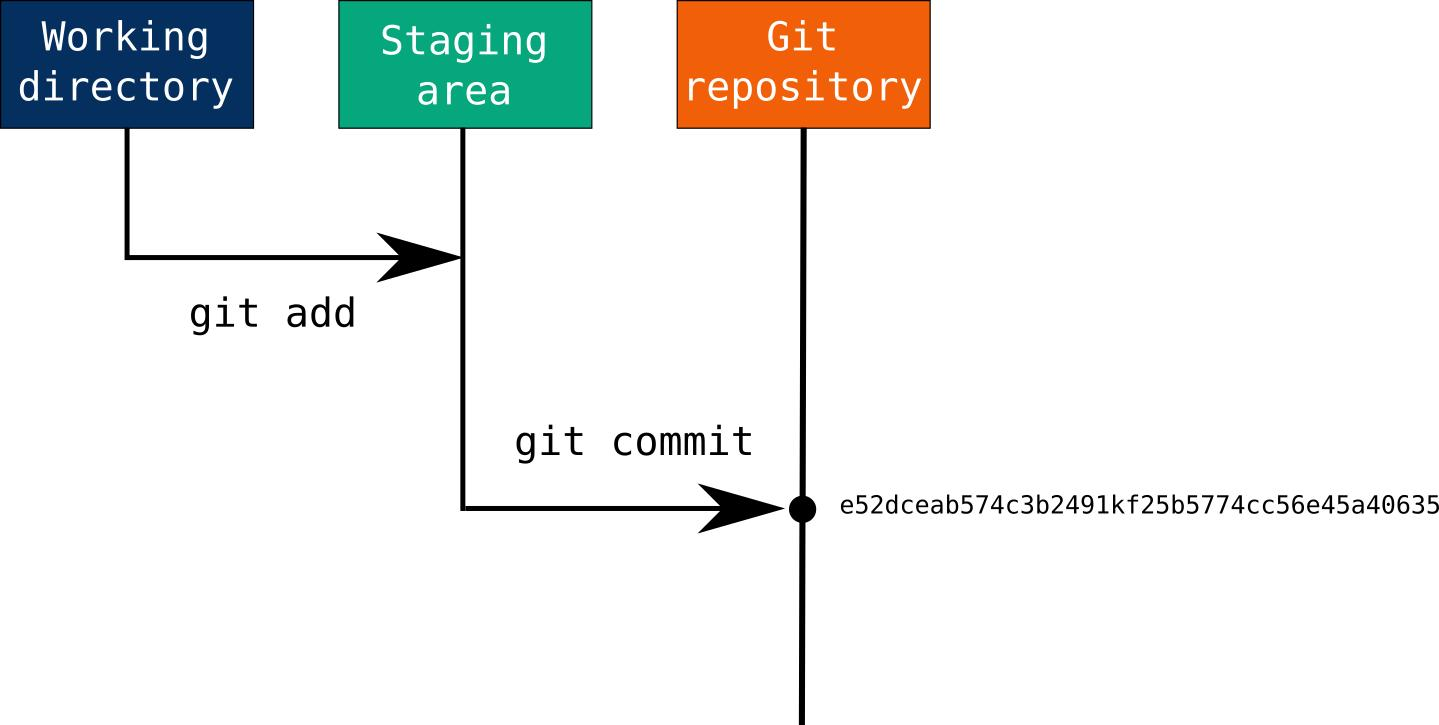 Working
directory
Staging
area
Git
repository
git add
git commit
e52dceab574c3b2491kf25b5774cc56e45a40635